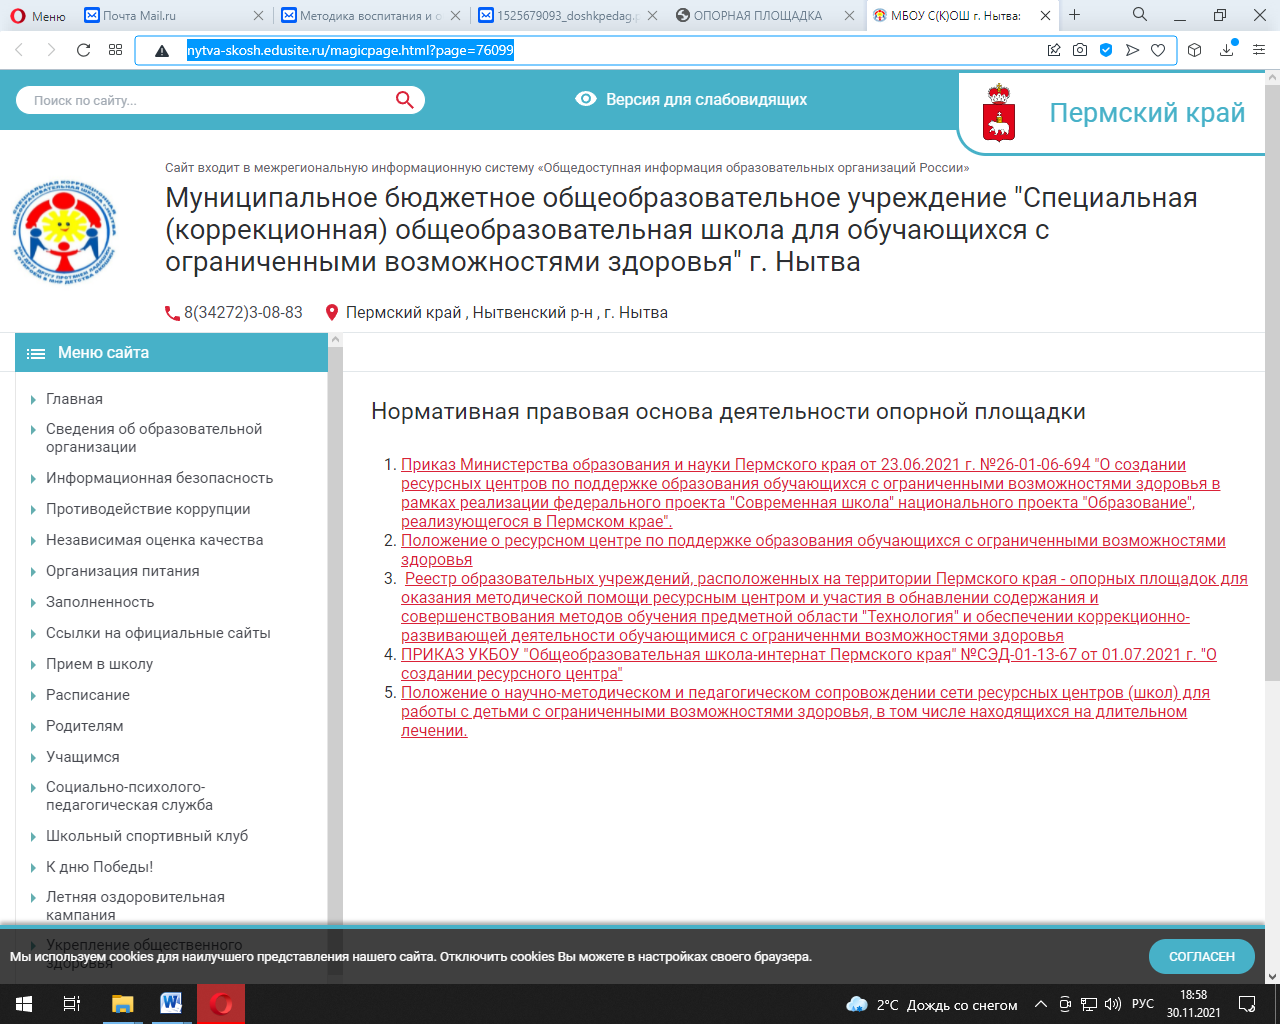 Меню
Почта Mail.ru
Методика воспитания и о
1525679093_doshkpedag.p
ОПОРНАЯ ПЛОЩАДКА
МБОУ С(К)ОШ г. Нытва:
nytva-skosh.edusite.ru/magicpage.html?page=76099
Поиск по сайту...
Версия для слабовидящих
Пермский край
Сайт входит в межрегиональную информационную систему «Общедоступная информация образовательных организаций России»
Муниципальное бюджетное общеобразовательное учреждение "Специальная
(коррекционная) общеобразовательная школа для обучающихся с
ограниченными возможностями здоровья" г. Нытва
8(34272)3-08-83 Пермский край , Нытвенский р-н , г. Нытва
Меню сайта
Главная
Сведения об образовательной
организации
Информационная безопасность
Противодействие коррупции
Независимая оценка качества
Организация питания
Заполненность
Ссылки на официальные сайты
Прием в школу
Расписание
Родителям
Учащимся
Социально-психолого-
педагогическая служба
Школьный спортивный клуб
К дню Победы!
Летняя оздоровительная
кампания
Укрепление общественного
здоровья
Нормативная правовая основа деятельности опорной площадки
1. Приказ Министерства образования и науки Пермского края от 23.06.2021 г. №26-01-06-694 "О создании
ресурсных центров по поддержке образования обучающихся с ограниченными возможностями здоровья в
рамках реализации федерального проекта "Современная школа" национального проекта "Образование",
реализующегося в Пермском крае".
2. Положение о ресурсном центре по поддержке образования обучающихся с ограниченными возможностями
здоровья
3. Реестр образовательных учреждений, расположенных на территории Пермского края - опорных площадок для
оказания методической помощи ресурсным центром и участия в обнавлении содержания и
совершенствования методов обучения предметной области "Технология" и обеспечении коррекционно-
развивающей деятельности обучающимися с ограниченнми возможностями здоровья
4. ПРИКАЗ УКБОУ "Общеобразовательная школа-интернат Пермского края" №СЭД-01-13-67 от 01.07.2021 г. "О
создании ресурсного центра"
5. Положение о научно-методическом и педагогическом сопровождении сети ресурсных центров (школ) для
работы с детьми с ограниченными возможностями здоровья, в том числе находящихся на длительном
лечении.
Мы используем cookies для наилучшего представления нашего сайта. Отключить cookies Вы можете в настройках своего браузера.
СОГЛАСЕН
2°C Дождь со снегом
РУС
18:58
30.11.2021